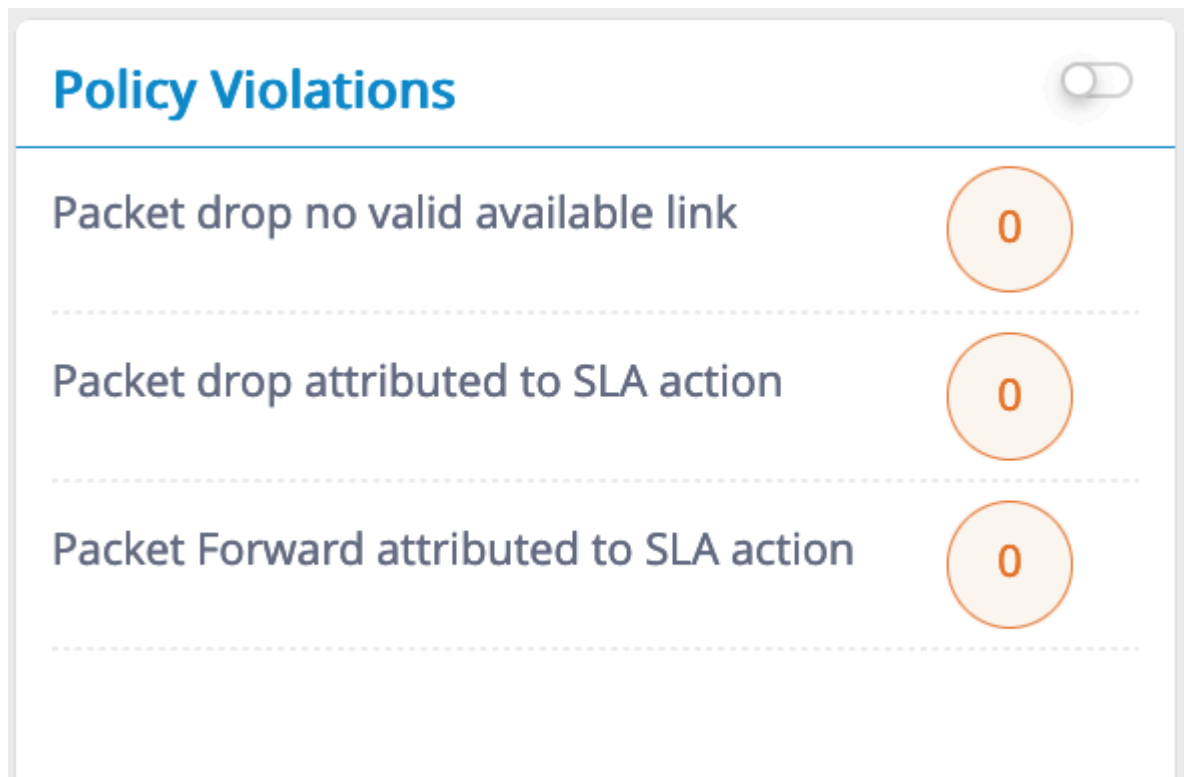 Policy Violations
Packet drop no valid available link
0
Packet drop attributed to SLA action
0
Packet Forward attributed to SLA action
0